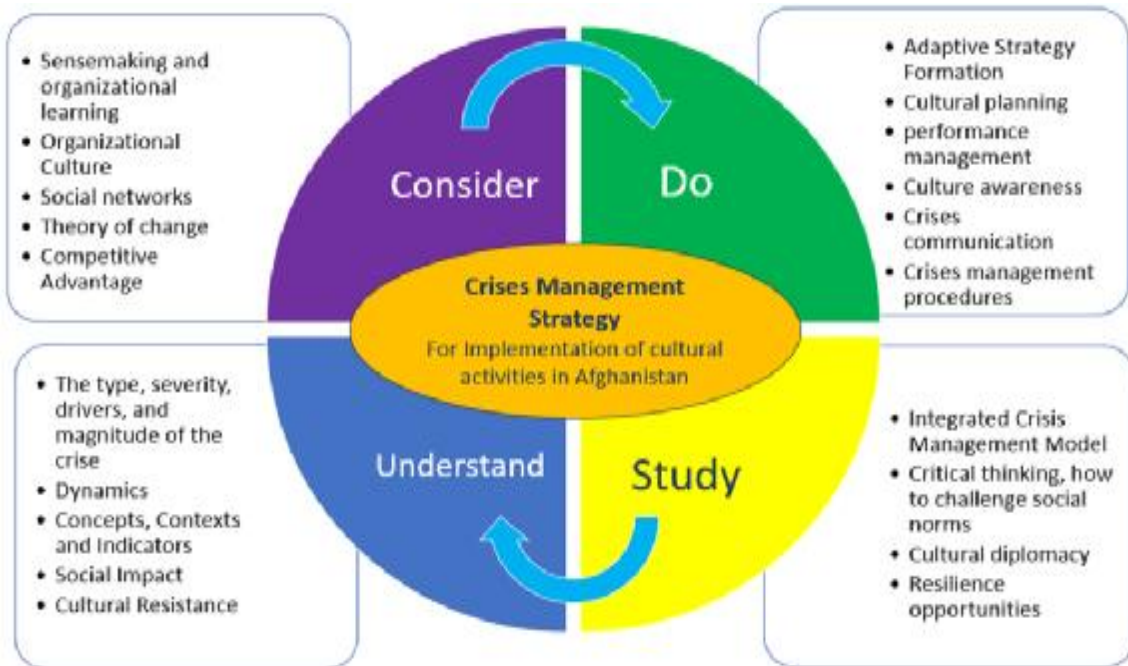 • Sensemaking and
organizational
learning
• Organizational
Culture
• Social networks
• Theory of change
• Competitive
Advantage
Consider
Do
• Adaptive Strategy
Formation
• Cultural planning
• performance
management
• Culture awareness
• Crises
communication
• Crises management
procedures
Crises Management
Strategy
For Implementation of cultural
activities in Afghanistan
• The type, severity,
drivers, and
magnitude of the
crise
• Dynamics
• Concepts, Contexts
and Indicators
• Social Impact
• Cultural Resistance
Understand
Study
• Integrated Crisis
Management Model
• Critical thinking, how
to challenge social
norms
• Cultural diplomacy
• Resilience
opportunities